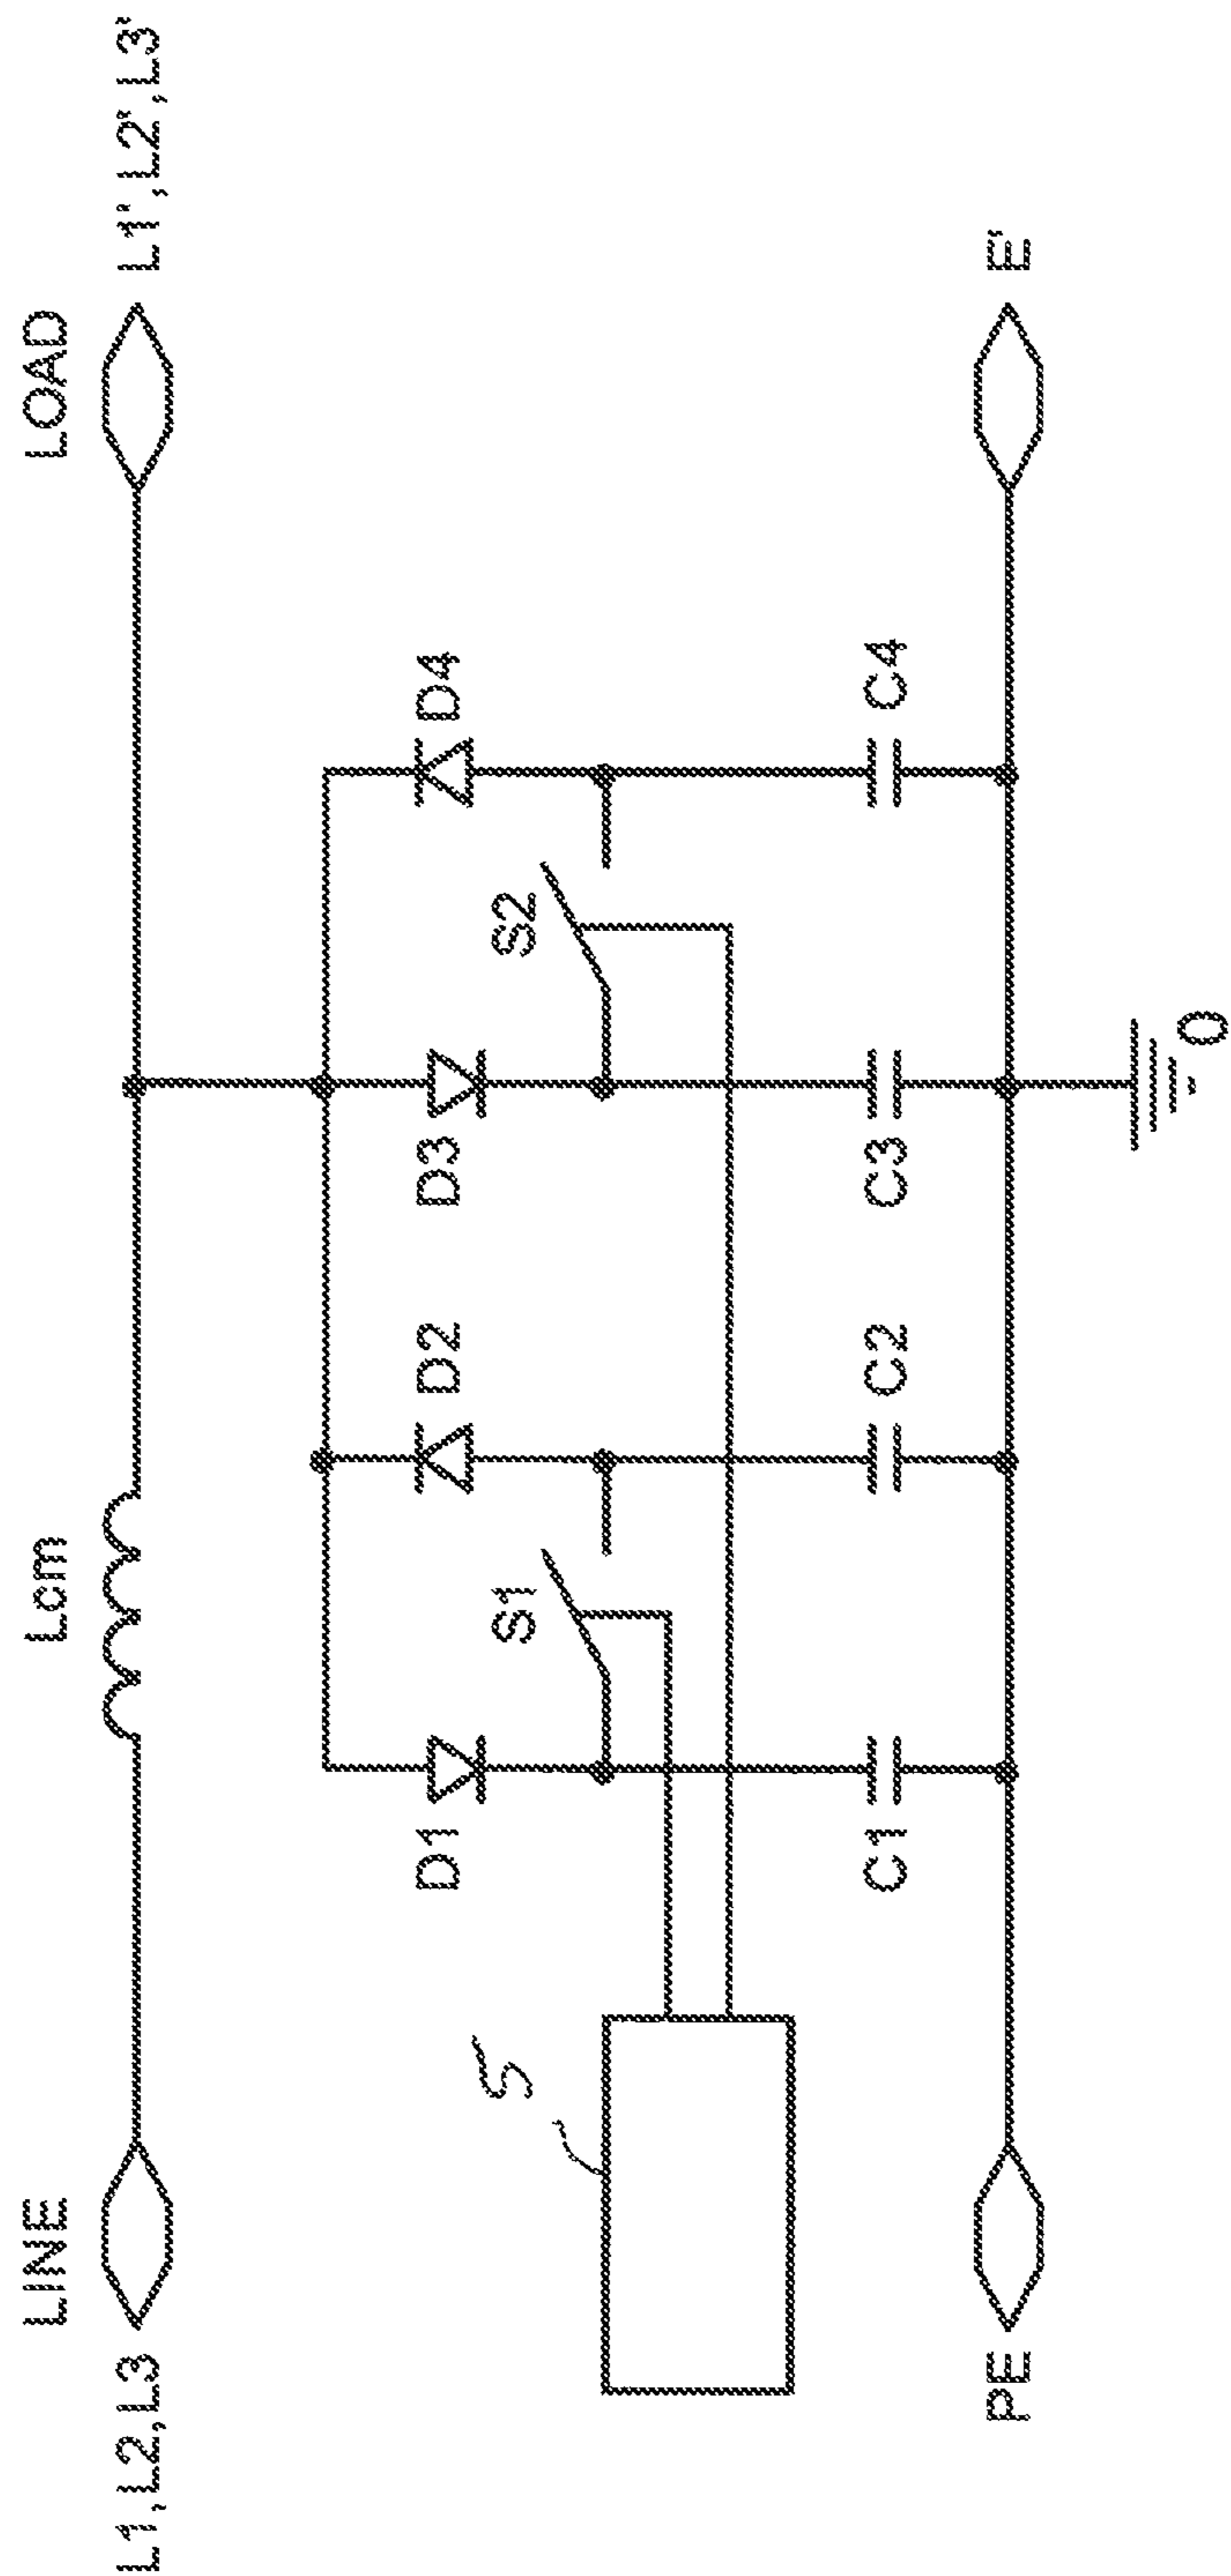 LINE
Lcm
LOAD
L1,L2,L3
L1',L2',L3'
D1
D2
D3
D4
S1
S2
S
C1
C2
C3
C4
PE
E'
0